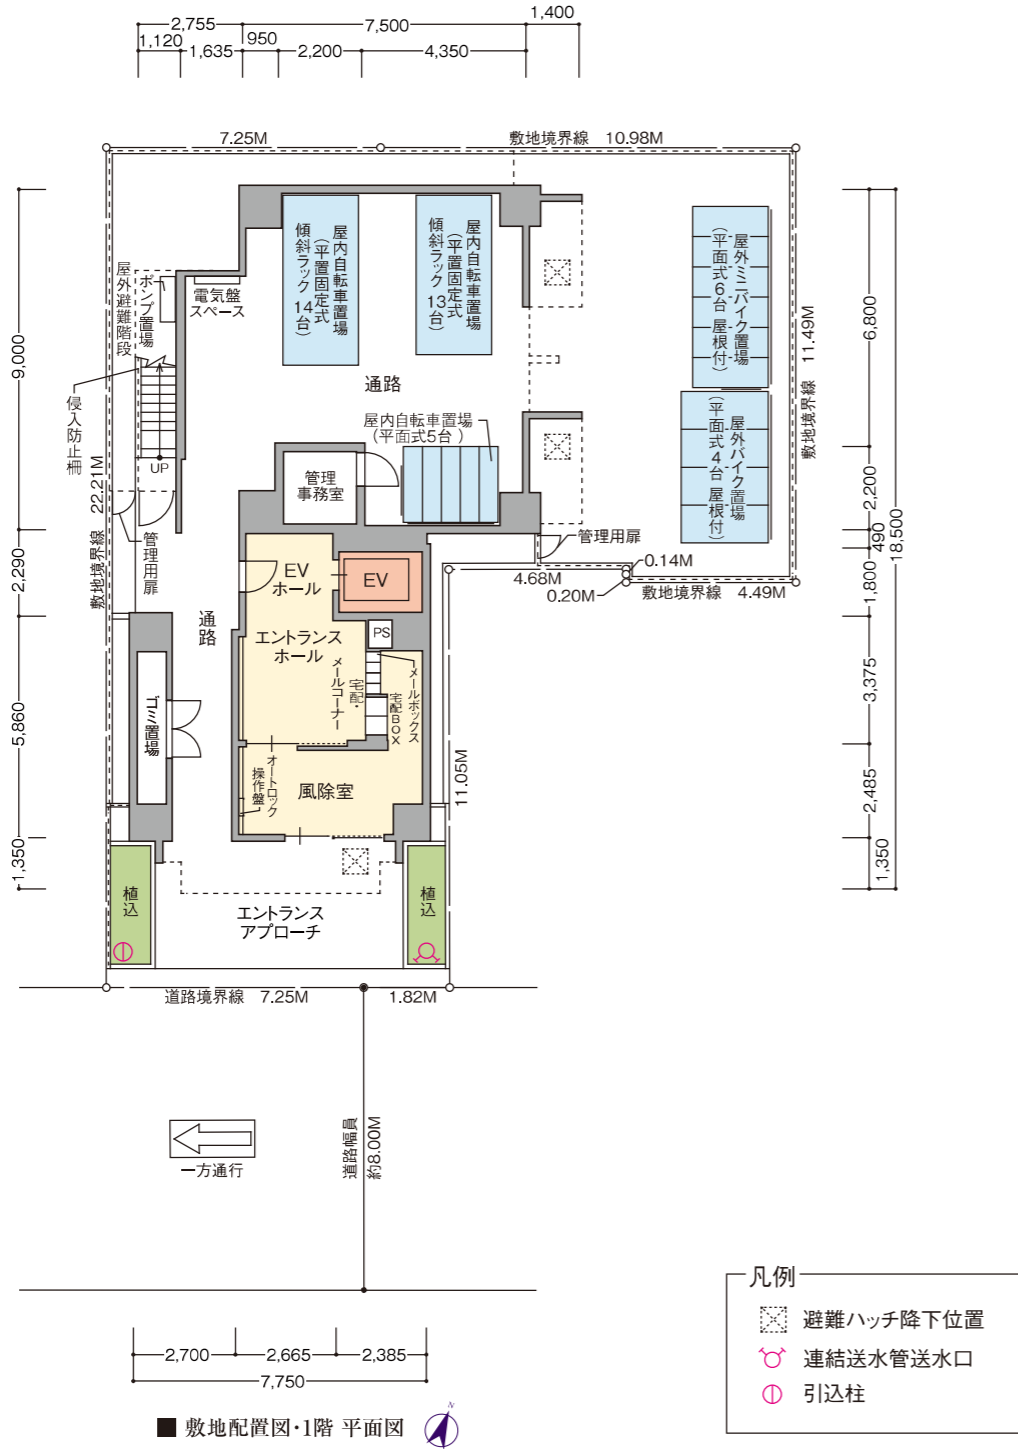 2,755
7,500
1,400
1,120
1,635
950
2,200
4,350
7.25M
敷地境界線 10.98M
9,000
2,290
5,860
1,350
6,800
2,200
490
1,800
3,375
2,485
1,350
18,500
敷地境界線 11.49M
敷地境界線 22.21M
屋外避難階段
ポンプ置場
電気盤
スペース
屋内自転車置場
(平置固定式
傾斜ラック 14台)
屋内自転車置場
(平置固定式
傾斜ラック 13台)
屋外ミニバイク置場
(平面式6台 屋根付)
屋外バイク置場
(平面式4台 屋根付)
通路
屋内自転車置場
(平面式5台)
侵入防止柵
UP
管理
事務室
管理用扉
管理用扉
4.68M
0.14M
0.20M
敷地境界線 4.49M
EV
ホール
EV
通路
エントランス
ホール
PS
宅配・
メールコーナー
メールボックス
宅配BOX
ゴミ置場
オートロック
操作盤
風除室
11.05M
植込
植込
エントランス
アプローチ
道路境界線 7.25M
1.82M
道路幅員
約8.00M
一方通行
2,700
2,665
2,385
7,750
■ 敷地配置図・1階 平面図
N
凡例
避難ハッチ降下位置
連結送水管送水口
引込柱